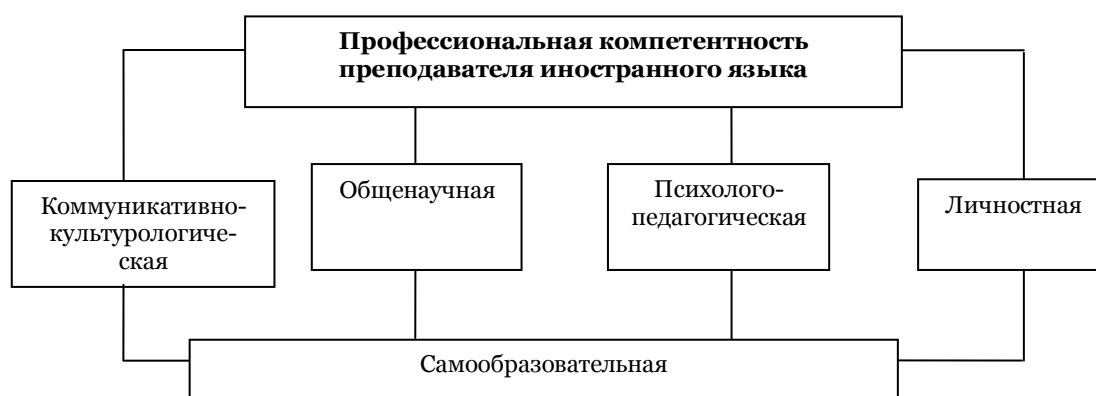 Профессиональная компетентность
преподавателя иностранного языка
Коммуникативно-
культурологиче-
ская
Общенаучная
Психолого-
педагогическая
Личностная
Самообразовательная